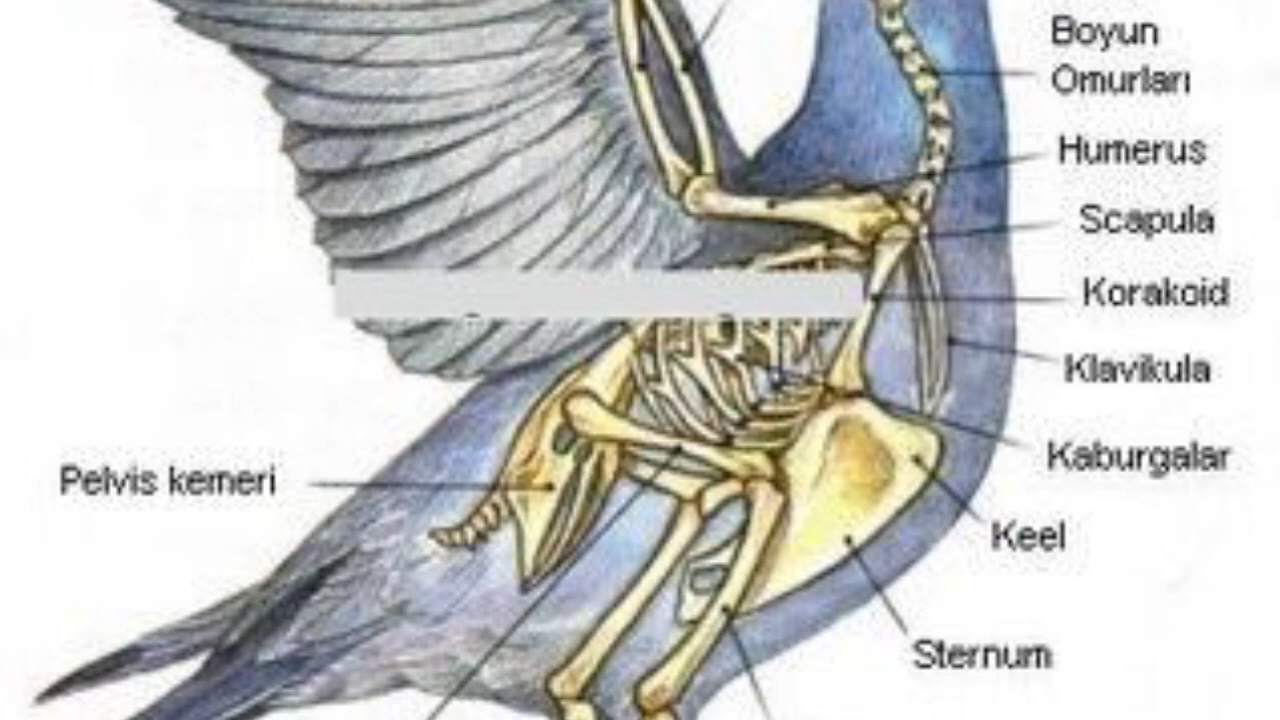 Boyun
Omurları
Humerus
Scapula
Korakoid
Klavikula
Kaburgalar
Pelvis kemeri
Keel
Sternum